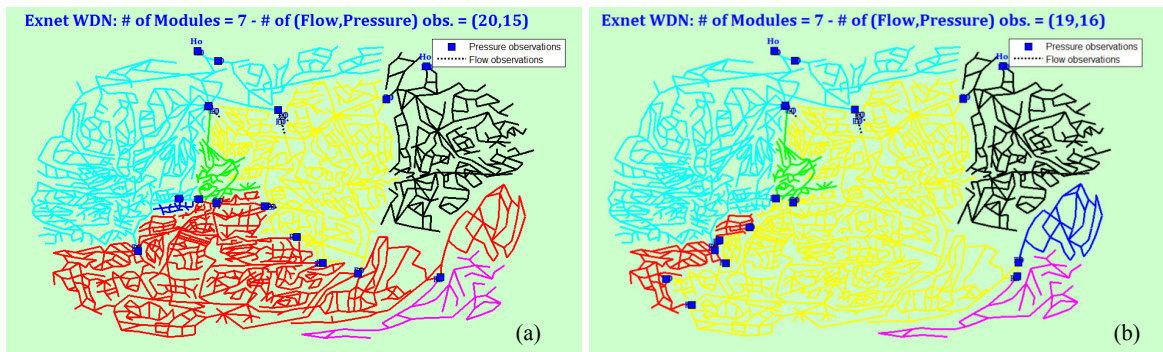 Exnet WDN: # of Modules = 7 - # of (Flow,Pressure) obs. = (20,15)
Ho
Ho
Pressure observations
Flow observations
(a)
Exnet WDN: # of Modules = 7 - # of (Flow,Pressure) obs. = (19,16)
Ho
Ho
Pressure observations
Flow observations
(b)